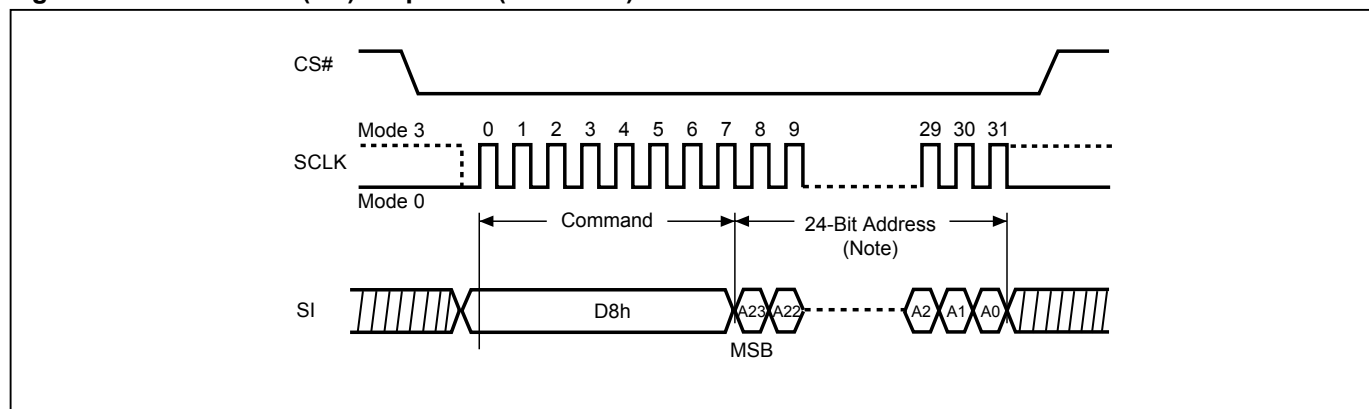 CS#
Mode 3
0 1 2 3 4 5 6 7 8 9 29 30 31
SCLK
Mode 0
Command
24-Bit Address
(Note)
SI
D8h
A23 A22 A2 A1 A0
MSB